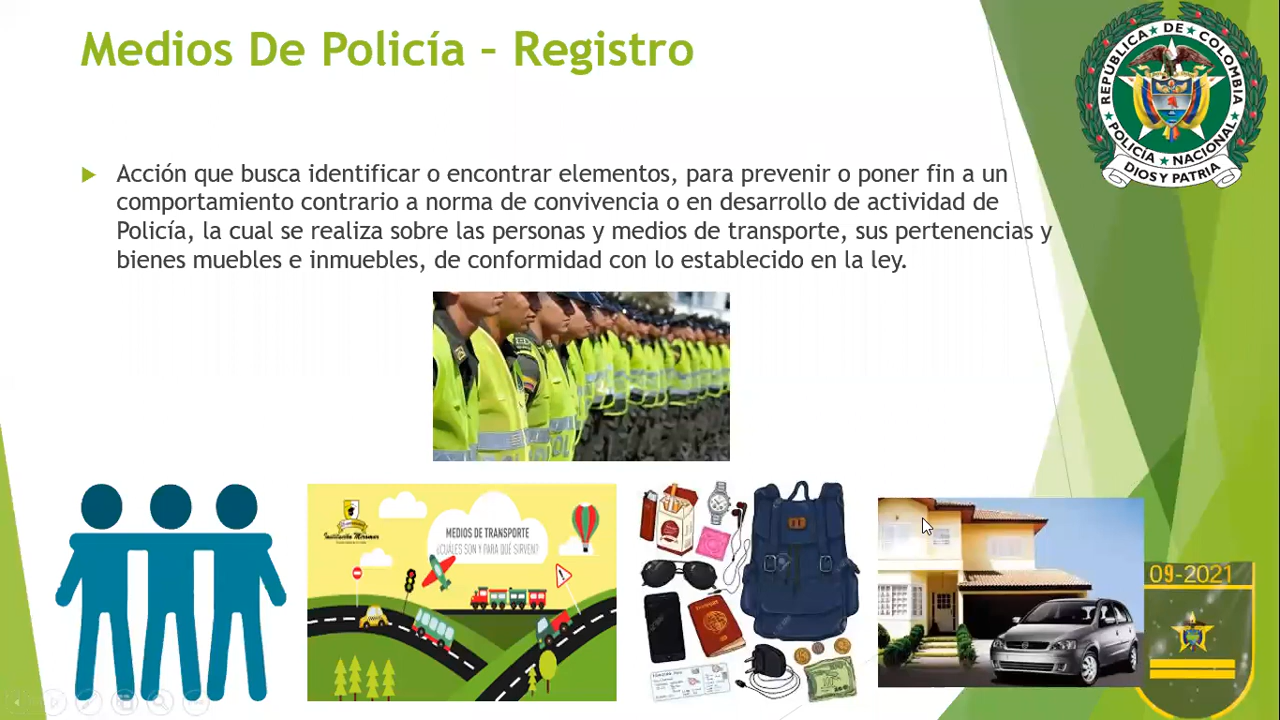 Medios De Policía – Registro
REPÚBLICA DE COLOMBIA
POLICÍA NACIONAL
DIOS Y PATRIA
Acción que busca identificar o encontrar elementos, para prevenir o poner fin a un
comportamiento contrario a norma de convivencia o en desarrollo de actividad de
Policía, la cual se realiza sobre las personas y medios de transporte, sus pertenencias y
bienes muebles e inmuebles, de conformidad con lo establecido en la ley.
Institución Miramar
MEDIOS DE TRANSPORTE
¿CUÁLES SON Y PARA QUÉ SIRVEN?
09-2021